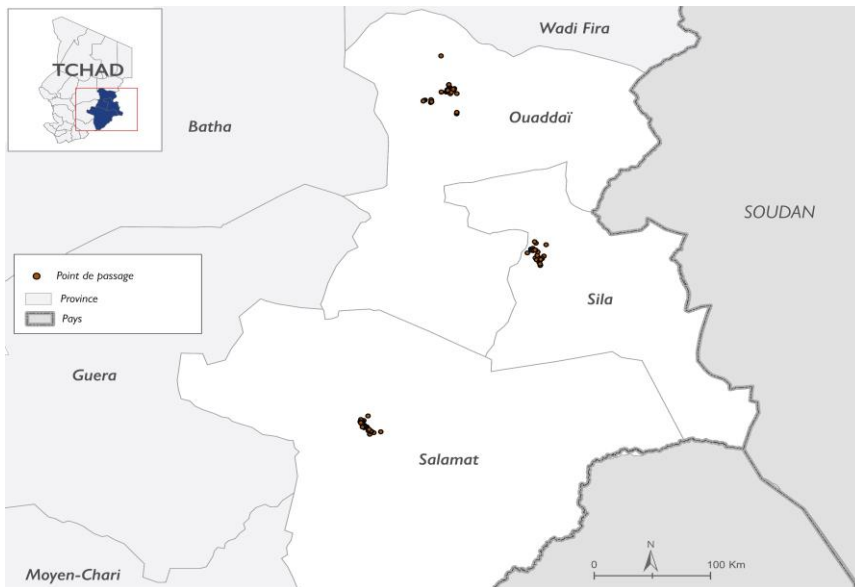 TCHAD
Wadi Fira
Batha
Ouaddaï
SOUDAN
Point de passage
Province
Pays
Sila
Guera
Salamat
Moyen-Chari
N
0 100 Km